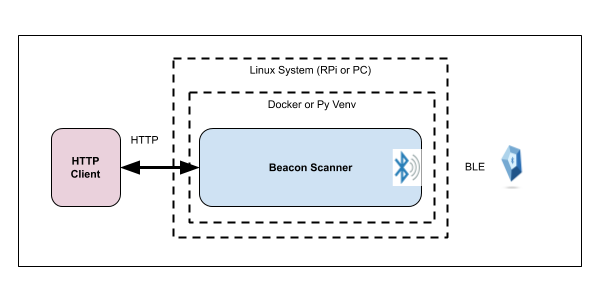 Linux System (RPi or PC)
Docker or Py Venv
HTTP
HTTP
Client
Beacon Scanner
BLE